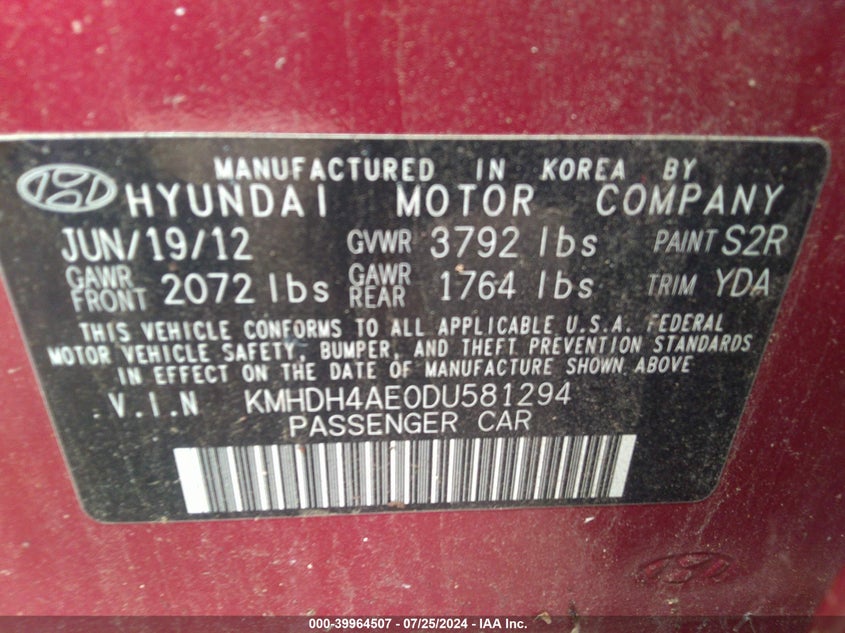 MANUFACTURED IN KOREA BY
HYUNDAI MOTOR COMPANY
JUN/19/12 GVWR 3792 lbs PAINT S2R
GAWR FRONT 2072 lbs GAWR REAR 1764 lbs TRIM YDA
THIS VEHICLE CONFORMS TO ALL APPLICABLE U.S.A. FEDERAL
MOTOR VEHICLE SAFETY, BUMPER, AND THEFT PREVENTION STANDARDS
IN EFFECT ON THE DATE OF MANUFACTURE SHOWN ABOVE
.V.I.N KMHDH4AE0DU581294
PASSENGER CAR
000-39964507 - 07/25/2024 - IAA Inc.